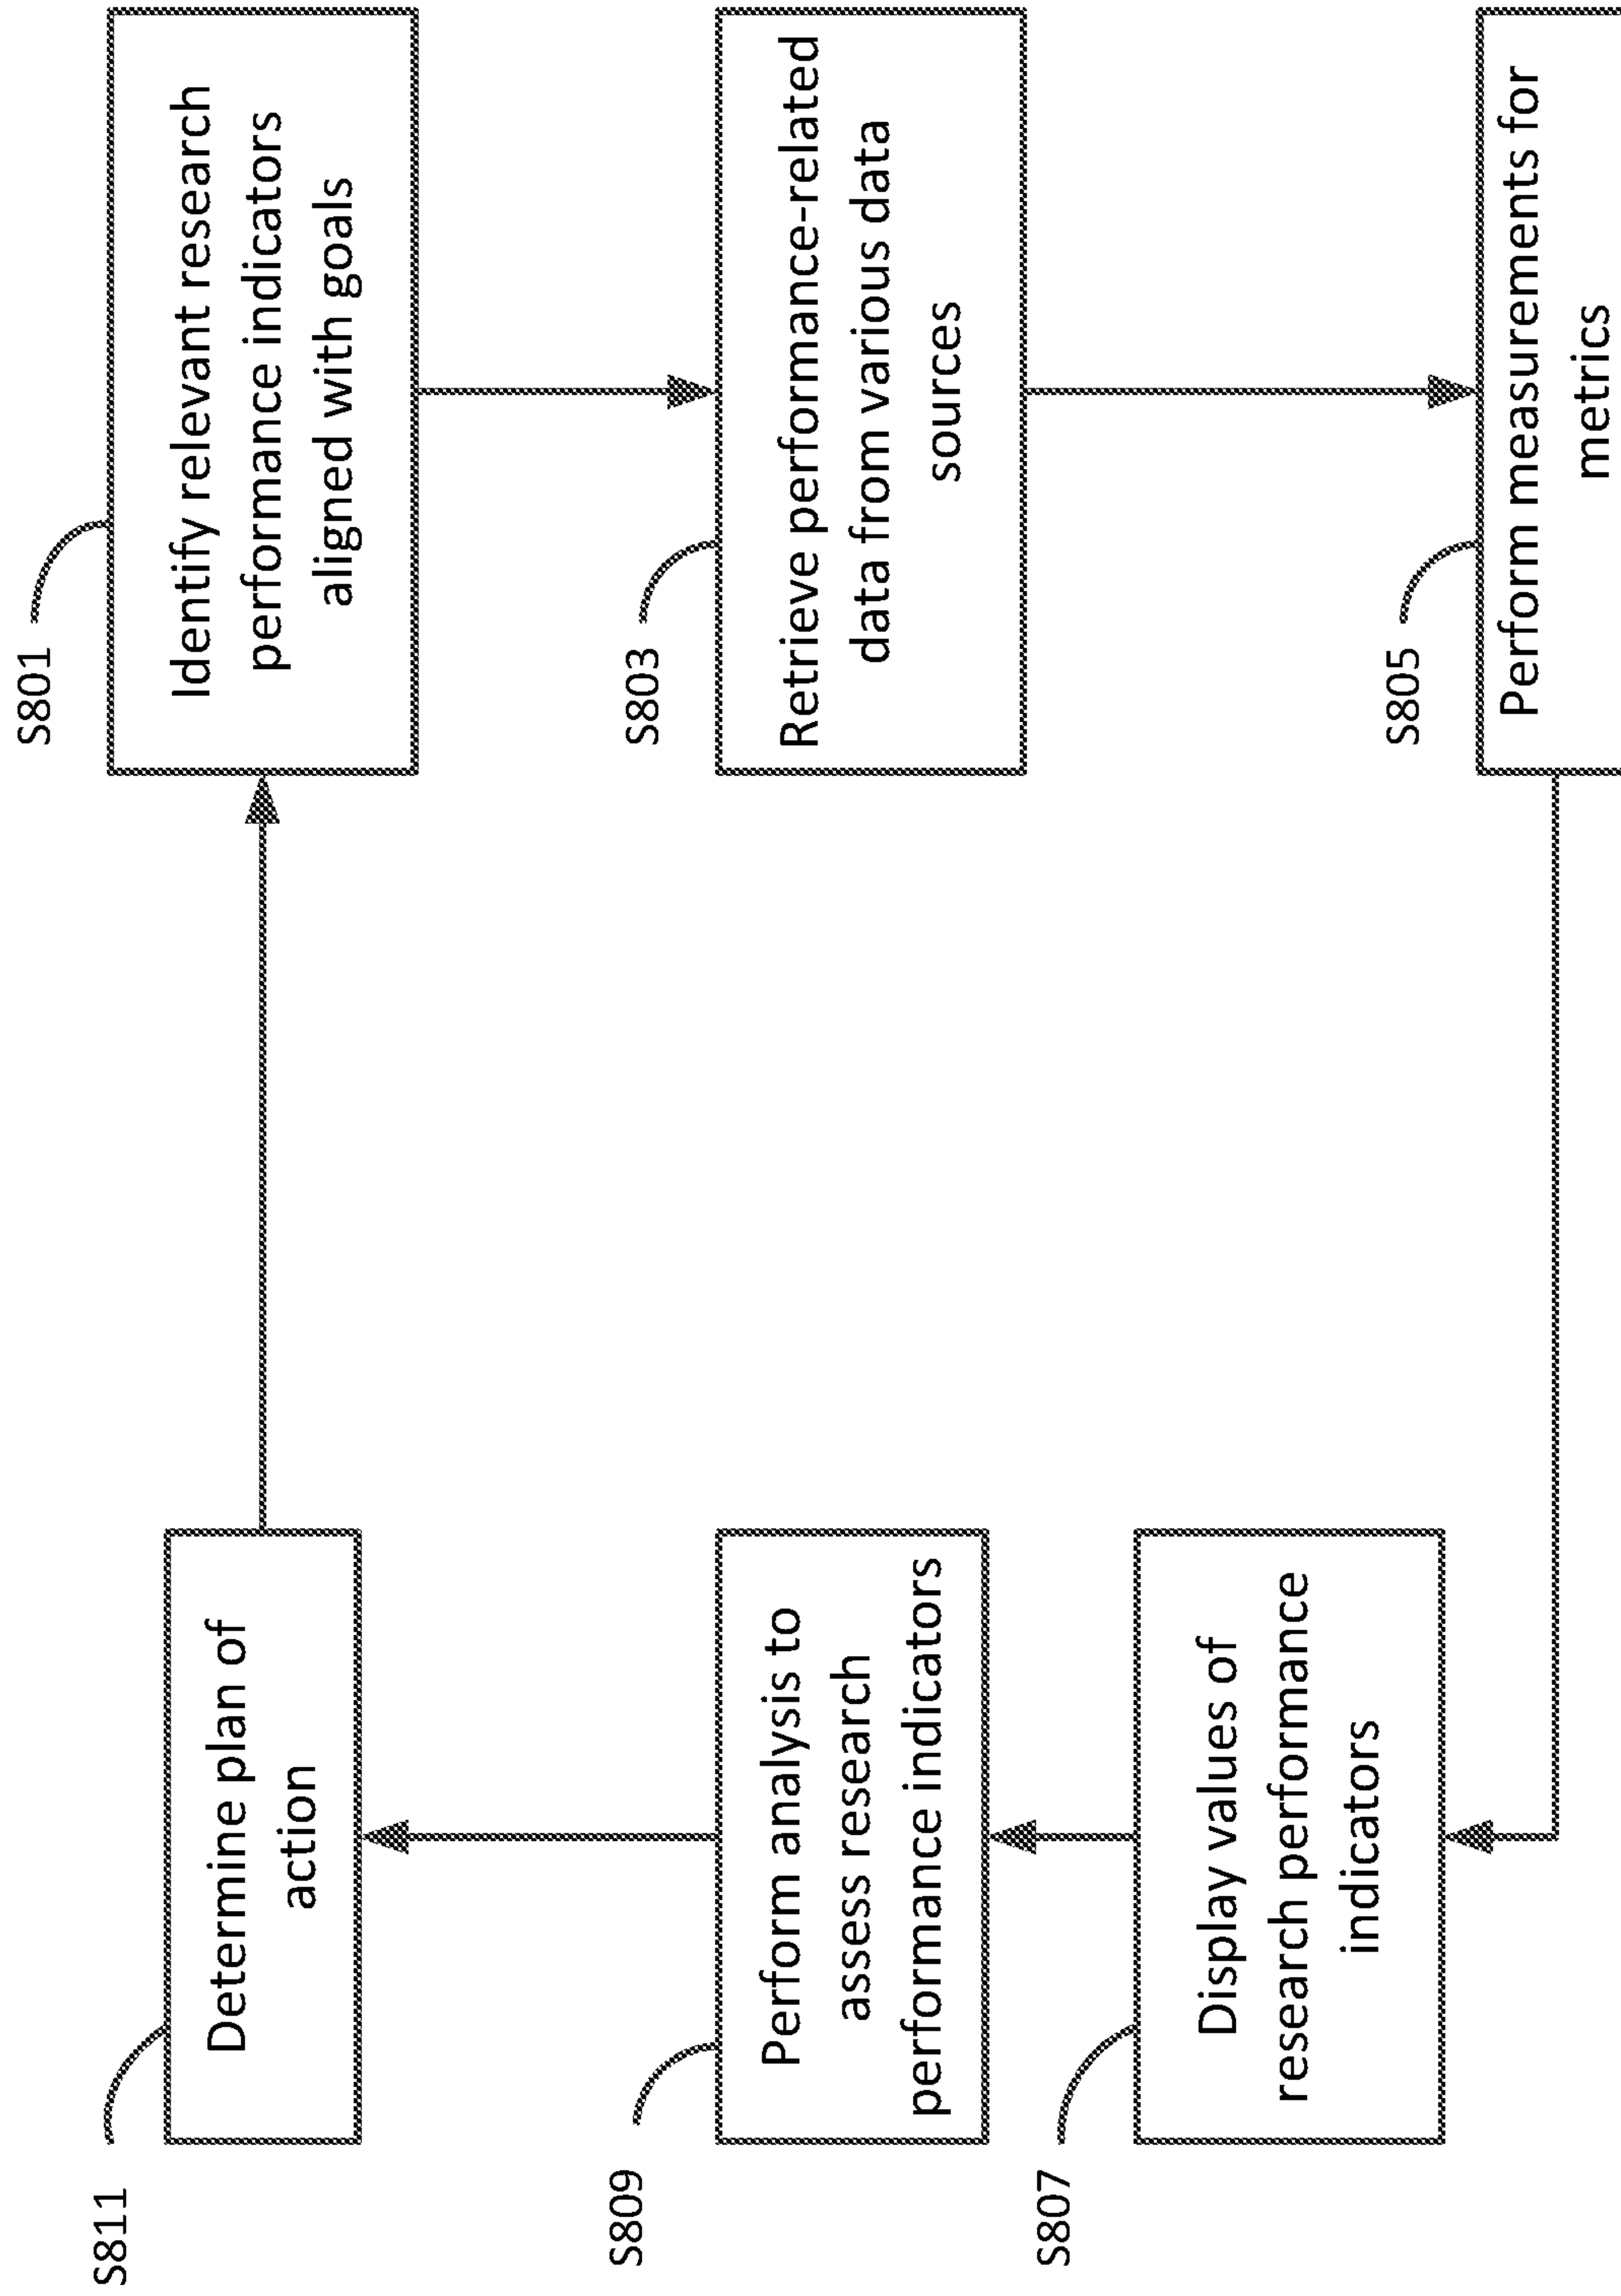 S801
Identify relevant research
performance indicators
aligned with goals
S803
Retrieve performance-related
data from various data
sources
S805
Perform measurements for
metrics
S807
Display values of
research performance
indicators
S809
Perform analysis to
assess research
performance indicators
S811
Determine plan of
action